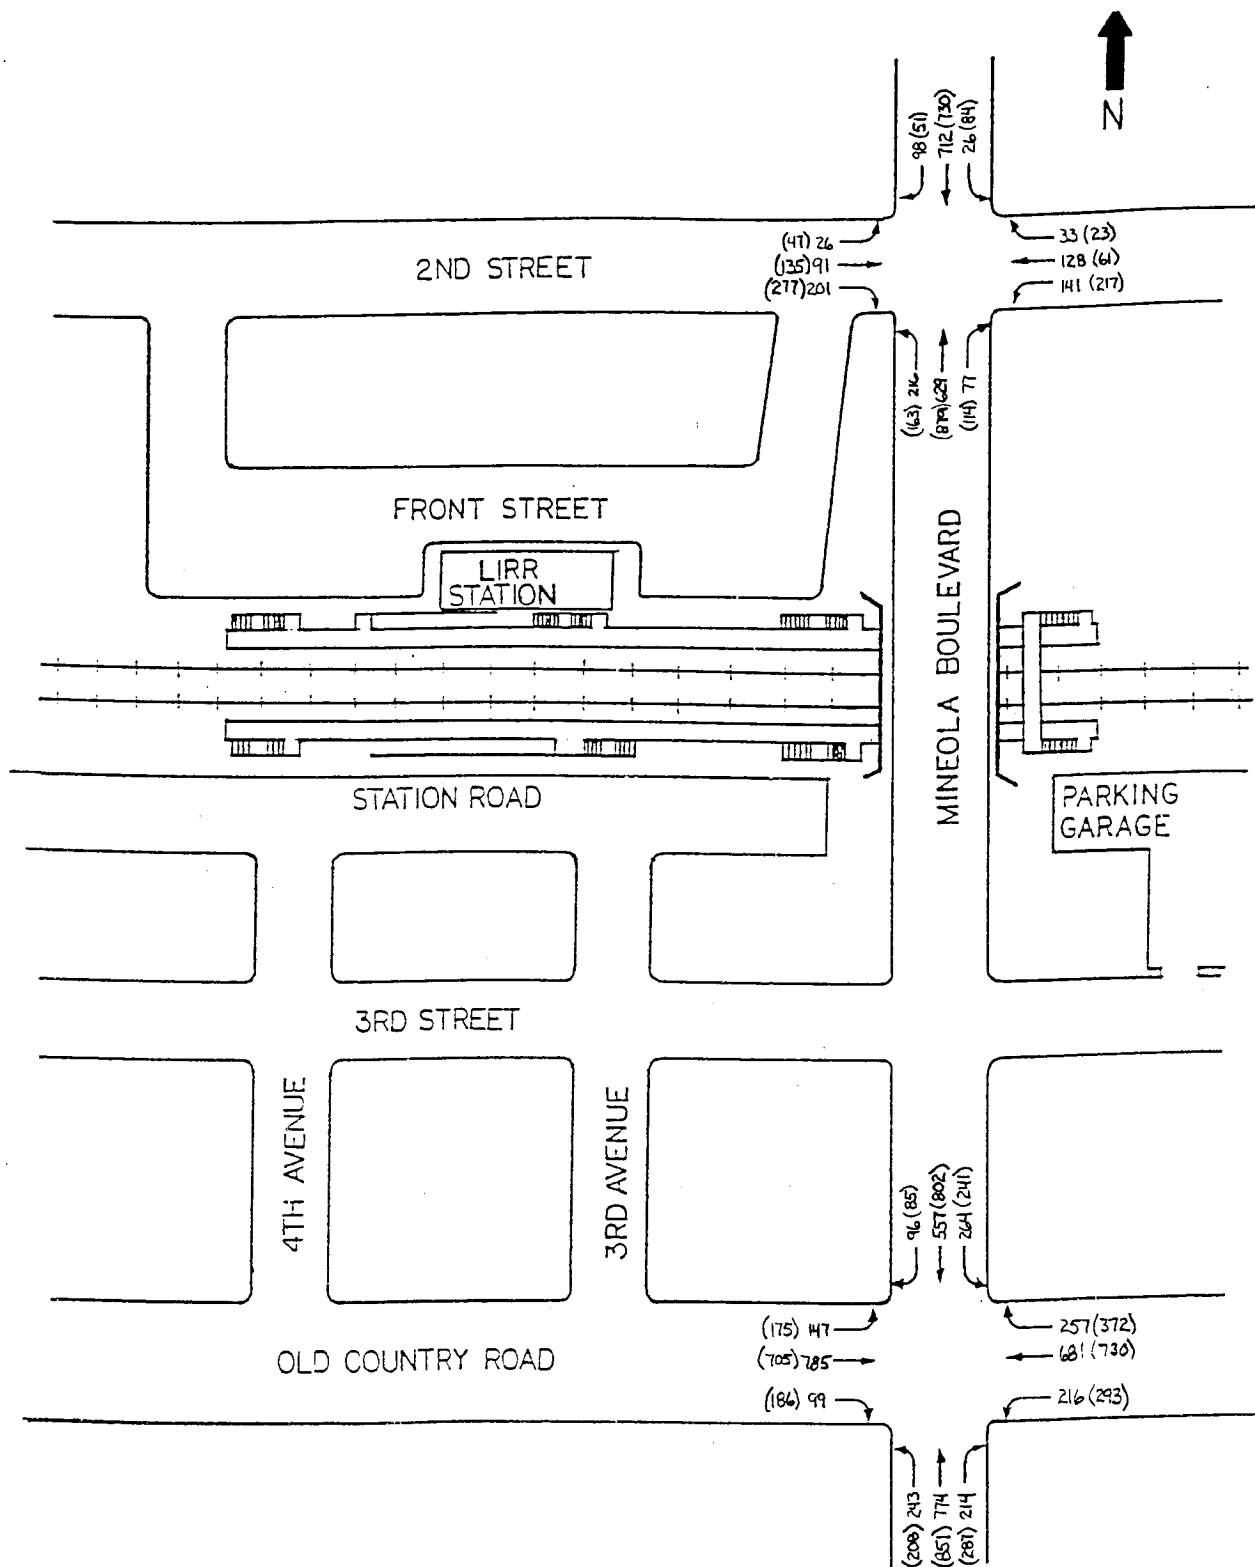 N
98 (51)
712 (730)
26 (84)
(47) 26
(135) 91
(277) 201
33 (23)
128 (61)
141 (217)
2ND STREET
(163) 216
(879) 629
(114) 77
FRONT STREET
LIRR
STATION
MINEOLA BOULEVARD
STATION ROAD
PARKING
GARAGE
3RD STREET
4TH AVENUE
3RD AVENUE
96 (85)
557 (802)
264 (241)
(175) 147
(705) 785
(186) 99
257 (372)
681 (730)
216 (293)
OLD COUNTRY ROAD
(208) 243
(851) 774
(287) 214